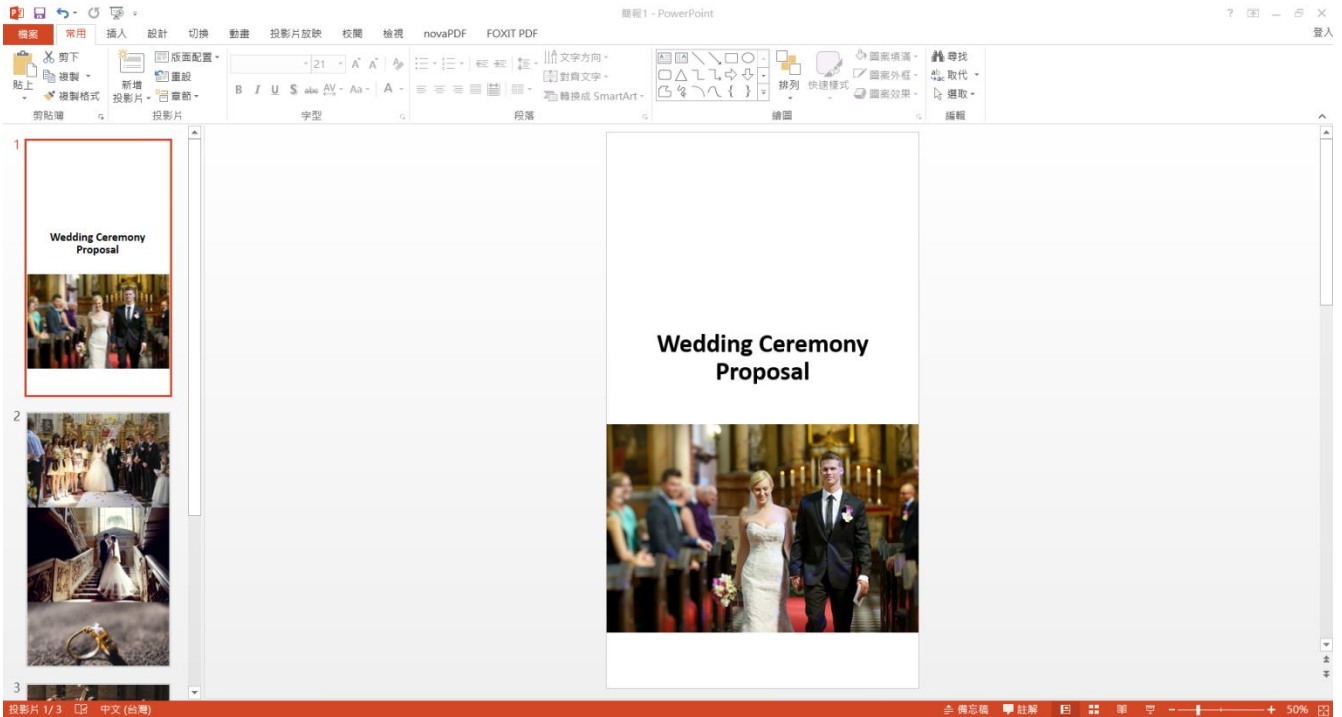 簡報1 - PowerPoint
登入
檔案 常用 插入 設計 切換 動畫 投影片放映 校閱 檢視 novaPDF FOXIT PDF
貼上
剪下
複製
複製格式
剪貼簿
新增
投影片
版面配置
重設
章節
投影片
21
B I U S abc AV Aa A
字型
文字方向
對齊文字
轉換成 SmartArt
段落
排列
快速樣式
圖案填滿
圖案外框
圖案效果
繪圖
尋找
取代
選取
編輯
1
Wedding Ceremony
Proposal
2
3
Wedding Ceremony
Proposal
投影片 1/3 中文 (台灣) 備忘稿 註解 50%